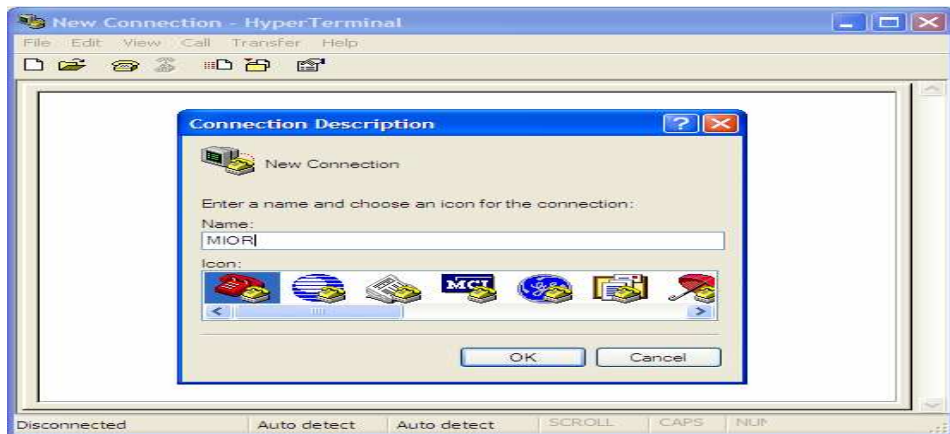 New Connection - HyperTerminal
File Edit View Call Transfer Help
Connection Description
New Connection
Enter a name and choose an icon for the connection:
Name:
MIOR
Icon:
MCI
OK Cancel
Disconnected Auto detect Auto detect SCROLL CAPS NUM